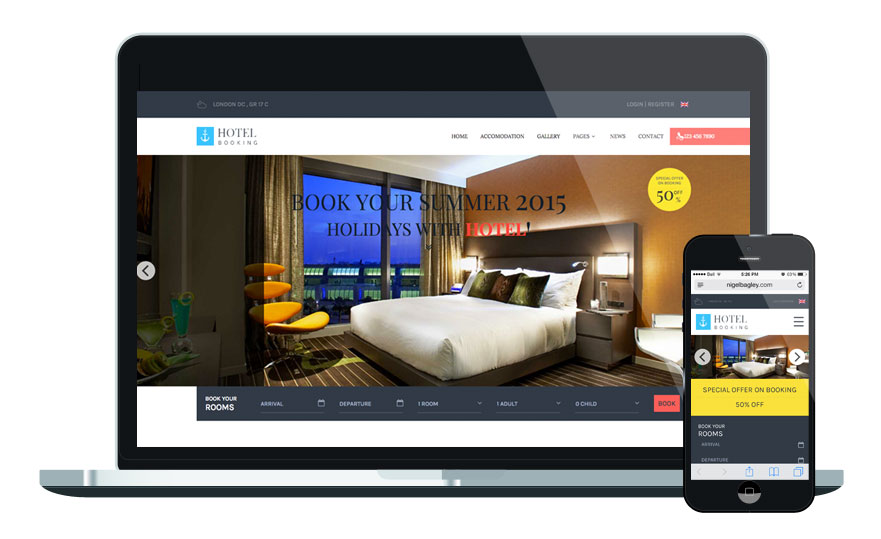 LONDON DC , GR 17 C
LOGIN | REGISTER
HOTEL
BOOKING
HOME
ACCOMODATION
GALLERY
PAGES
NEWS
CONTACT
123 456 7890
SPECIAL OFFER
ON BOOKING
50 OFF
%
BOOK YOUR SUMMER 2015
HOLIDAYS WITH HOTEL!
BOOK YOUR
ROOMS
ARRIVAL
DEPARTURE
1 ROOM
1 ADULT
0 CHILD
BOOK
5:26 PM
nigelbagley.com
HOTEL
BOOKING
SPECIAL OFFER ON BOOKING
50% OFF
BOOK YOUR
ROOMS
ARRIVAL
DEPARTURE